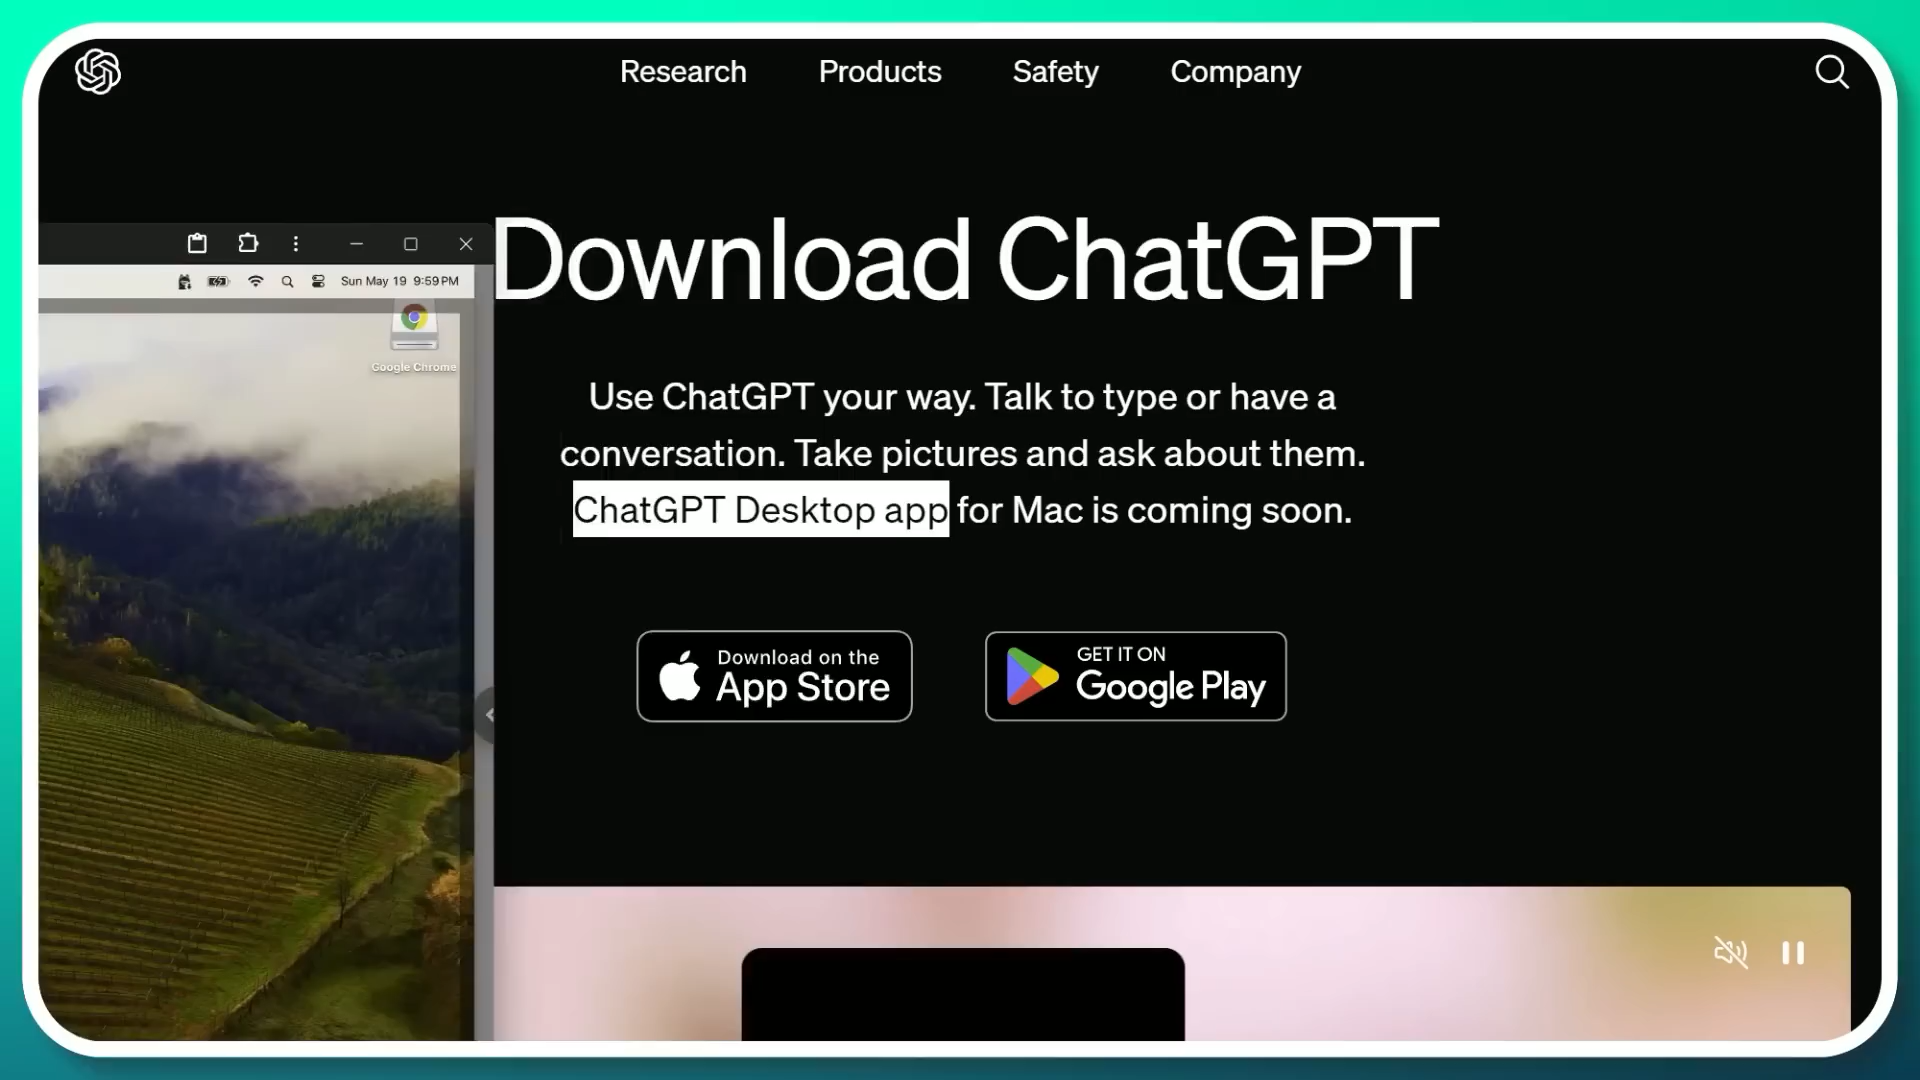 Research Products Safety Company
Sun May 19 9:59 PM
Google Chrome
Download ChatGPT
Use ChatGPT your way. Talk to type or have a
conversation. Take pictures and ask about them.
ChatGPT Desktop app for Mac is coming soon.
Download on the
App Store
GET IT ON
Google Play